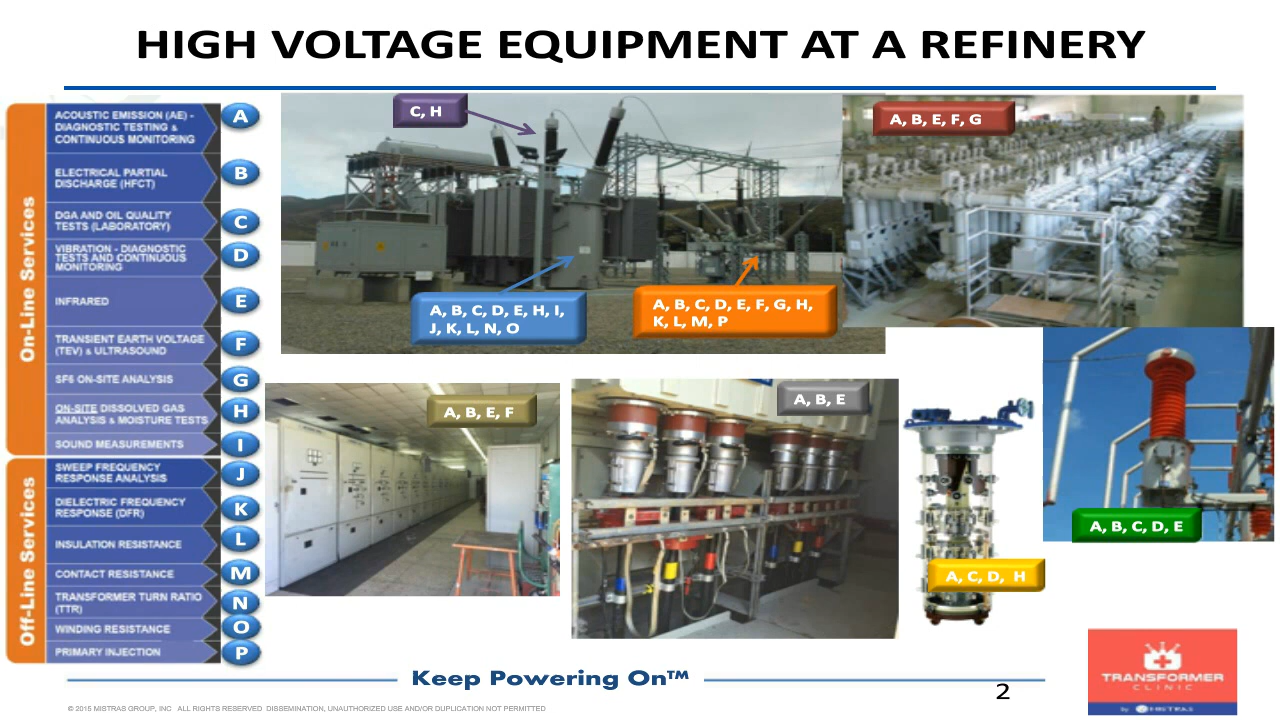 HIGH VOLTAGE EQUIPMENT AT A REFINERY
On-Line Services
ACOUSTIC EMISSION (AE) -
DIAGNOSTIC TESTING &
CONTINUOUS MONITORING
A
ELECTRICAL PARTIAL
DISCHARGE (HFCT)
B
DGA AND OIL QUALITY
TESTS (LABORATORY)
C
VIBRATION - DIAGNOSTIC
TESTS AND CONTINUOUS
MONITORING
D
INFRARED
E
TRANSIENT EARTH VOLTAGE
(TEV) & ULTRASOUND
F
SF6 ON-SITE ANALYSIS
G
ON-SITE DISSOLVED GAS
ANALYSIS & MOISTURE TESTS
H
SOUND MEASUREMENTS
I
Off-Line Services
SWEEP FREQUENCY
RESPONSE ANALYSIS
J
DIELECTRIC FREQUENCY
RESPONSE (DFR)
K
INSULATION RESISTANCE
L
CONTACT RESISTANCE
M
TRANSFORMER TURN RATIO
(TTR)
N
WINDING RESISTANCE
O
PRIMARY INJECTION
P
C, H
A, B, C, D, E, H, I,
J, K, L, N, O
A, B, C, D, E, F, G, H,
K, L, M, P
A, B, E, F, G
A, B, E, F
A, B, E
A, C, D, H
A, B, C, D, E
Keep Powering On™
2
TRANSFORMER
CLINIC
by MISTRAS
© 2015 MISTRAS GROUP, INC ALL RIGHTS RESERVED DISSEMINATION, UNAUTHORIZED USE AND/OR DUPLICATION NOT PERMITTED